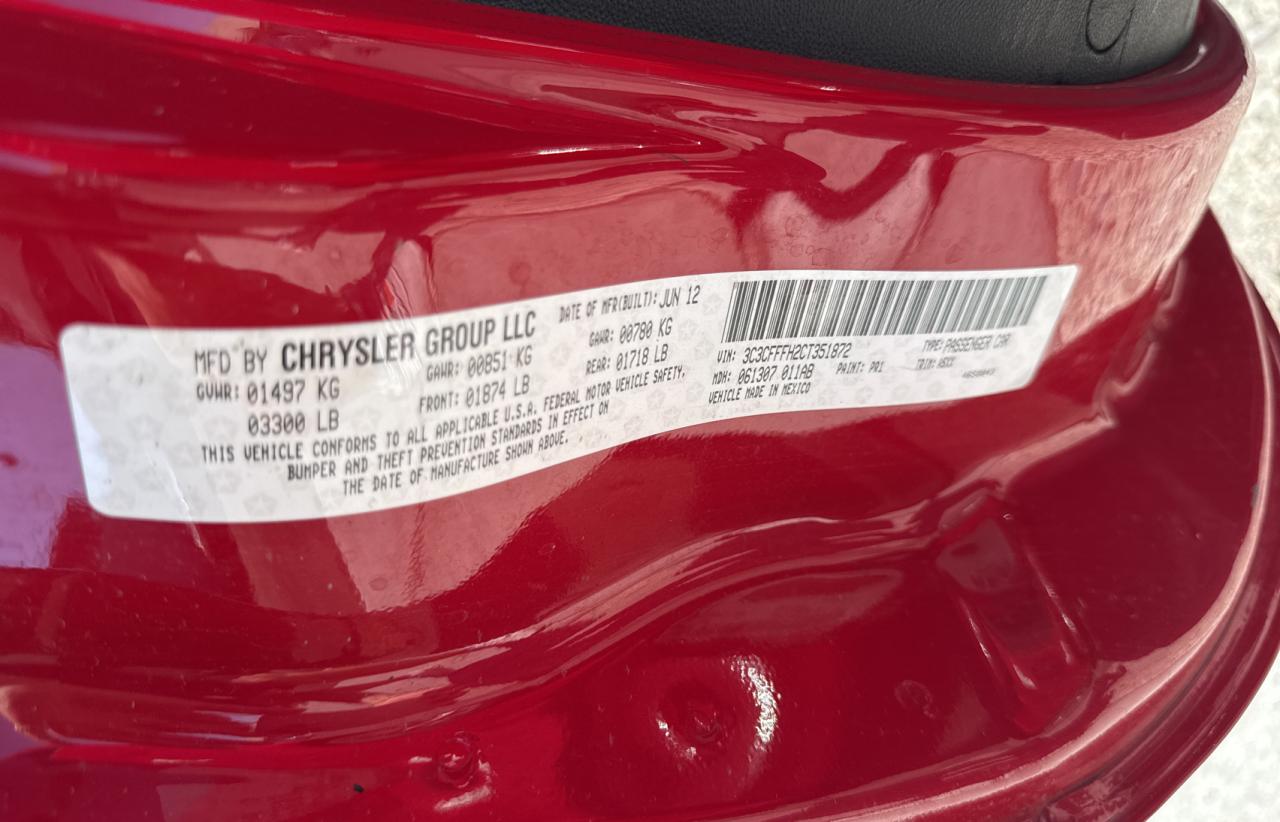 MFD BY CHRYSLER GROUP LLC
DATE OF MFR(BUILT): JUN 12
GVWR: 01497 KG
03300 LB
GAWR: 00851 KG
FRONT: 01874 LB
GAWR: 00780 KG
REAR: 01718 LB
THIS VEHICLE CONFORMS TO ALL APPLICABLE U.S.A. FEDERAL MOTOR VEHICLE SAFETY,
BUMPER AND THEFT PREVENTION STANDARDS IN EFFECT ON
THE DATE OF MANUFACTURE SHOWN ABOVE.
VIN: 3C3CFFFH2CT351872
TYPE: PASSENGER CAR
MDH: 061307 011AB
PAINT: PR1
TRIM:
VEHICLE MADE IN MEXICO